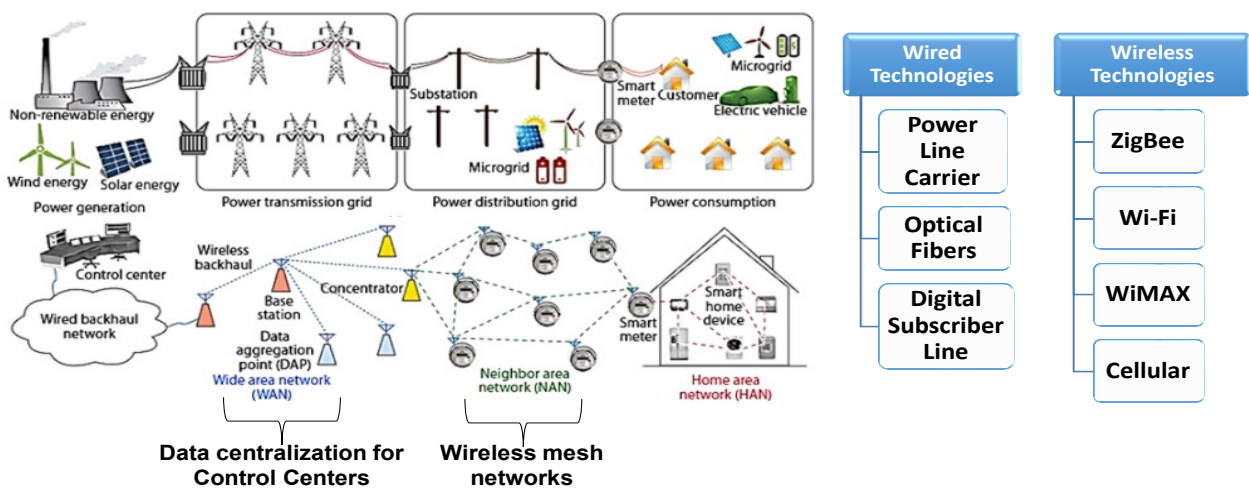 Non-renewable energy
Wind energy
Solar energy
Power generation
Power transmission grid
Substation
Microgrid
Power distribution grid
Smart
meter
Customer
Microgrid
Electric vehicle
Power consumption
Control center
Wired backhaul
network
Wireless
backhaul
Base
station
Data
aggregation
point (DAP)
Wide area network
(WAN)
Concentrator
Neighbor area
network (NAN)
Smart
meter
Smart
home
device
Home area
network (HAN)
Data centralization for
Control Centers
Wireless mesh
networks
Wired
Technologies
Power
Line
Carrier
Optical
Fibers
Digital
Subscriber
Line
Wireless
Technologies
ZigBee
Wi-Fi
WiMAX
Cellular